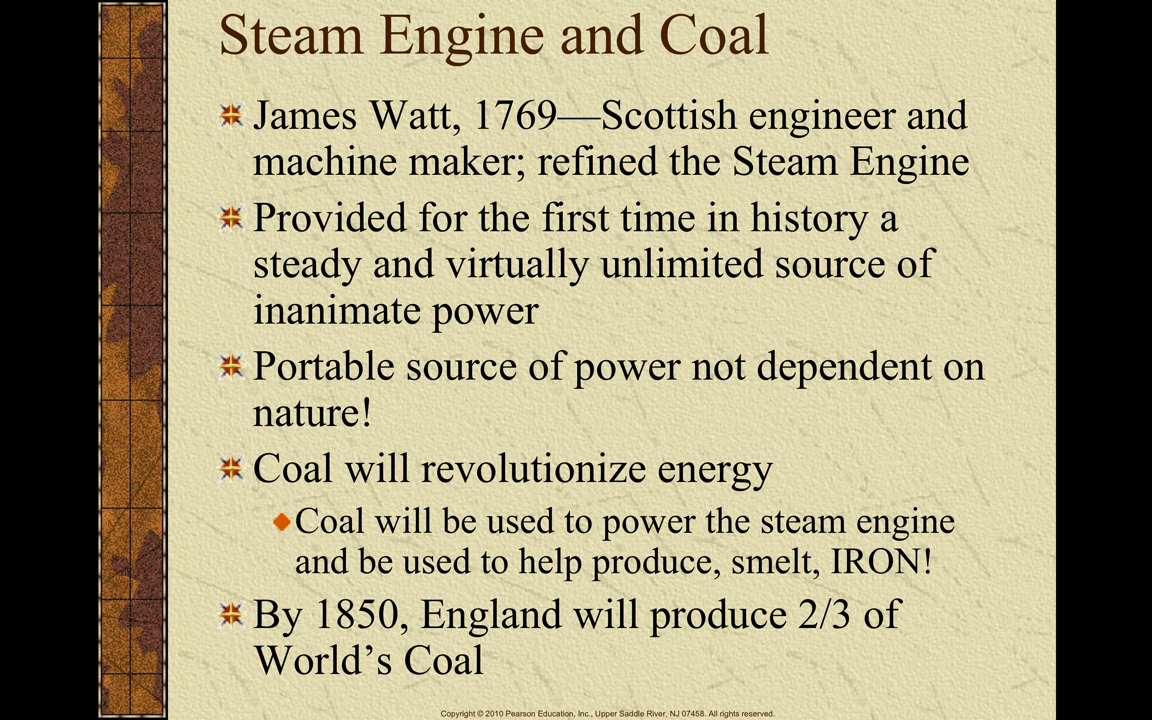 Steam Engine and Coal
James Watt, 1769—Scottish engineer and
machine maker; refined the Steam Engine
Provided for the first time in history a
steady and virtually unlimited source of
inanimate power
Portable source of power not dependent on
nature!
Coal will revolutionize energy
Coal will be used to power the steam engine
and be used to help produce, smelt, IRON!
By 1850, England will produce 2/3 of
World’s Coal
Copyright © 2010 Pearson Education, Inc., Upper Saddle River, NJ 07458. All rights reserved.